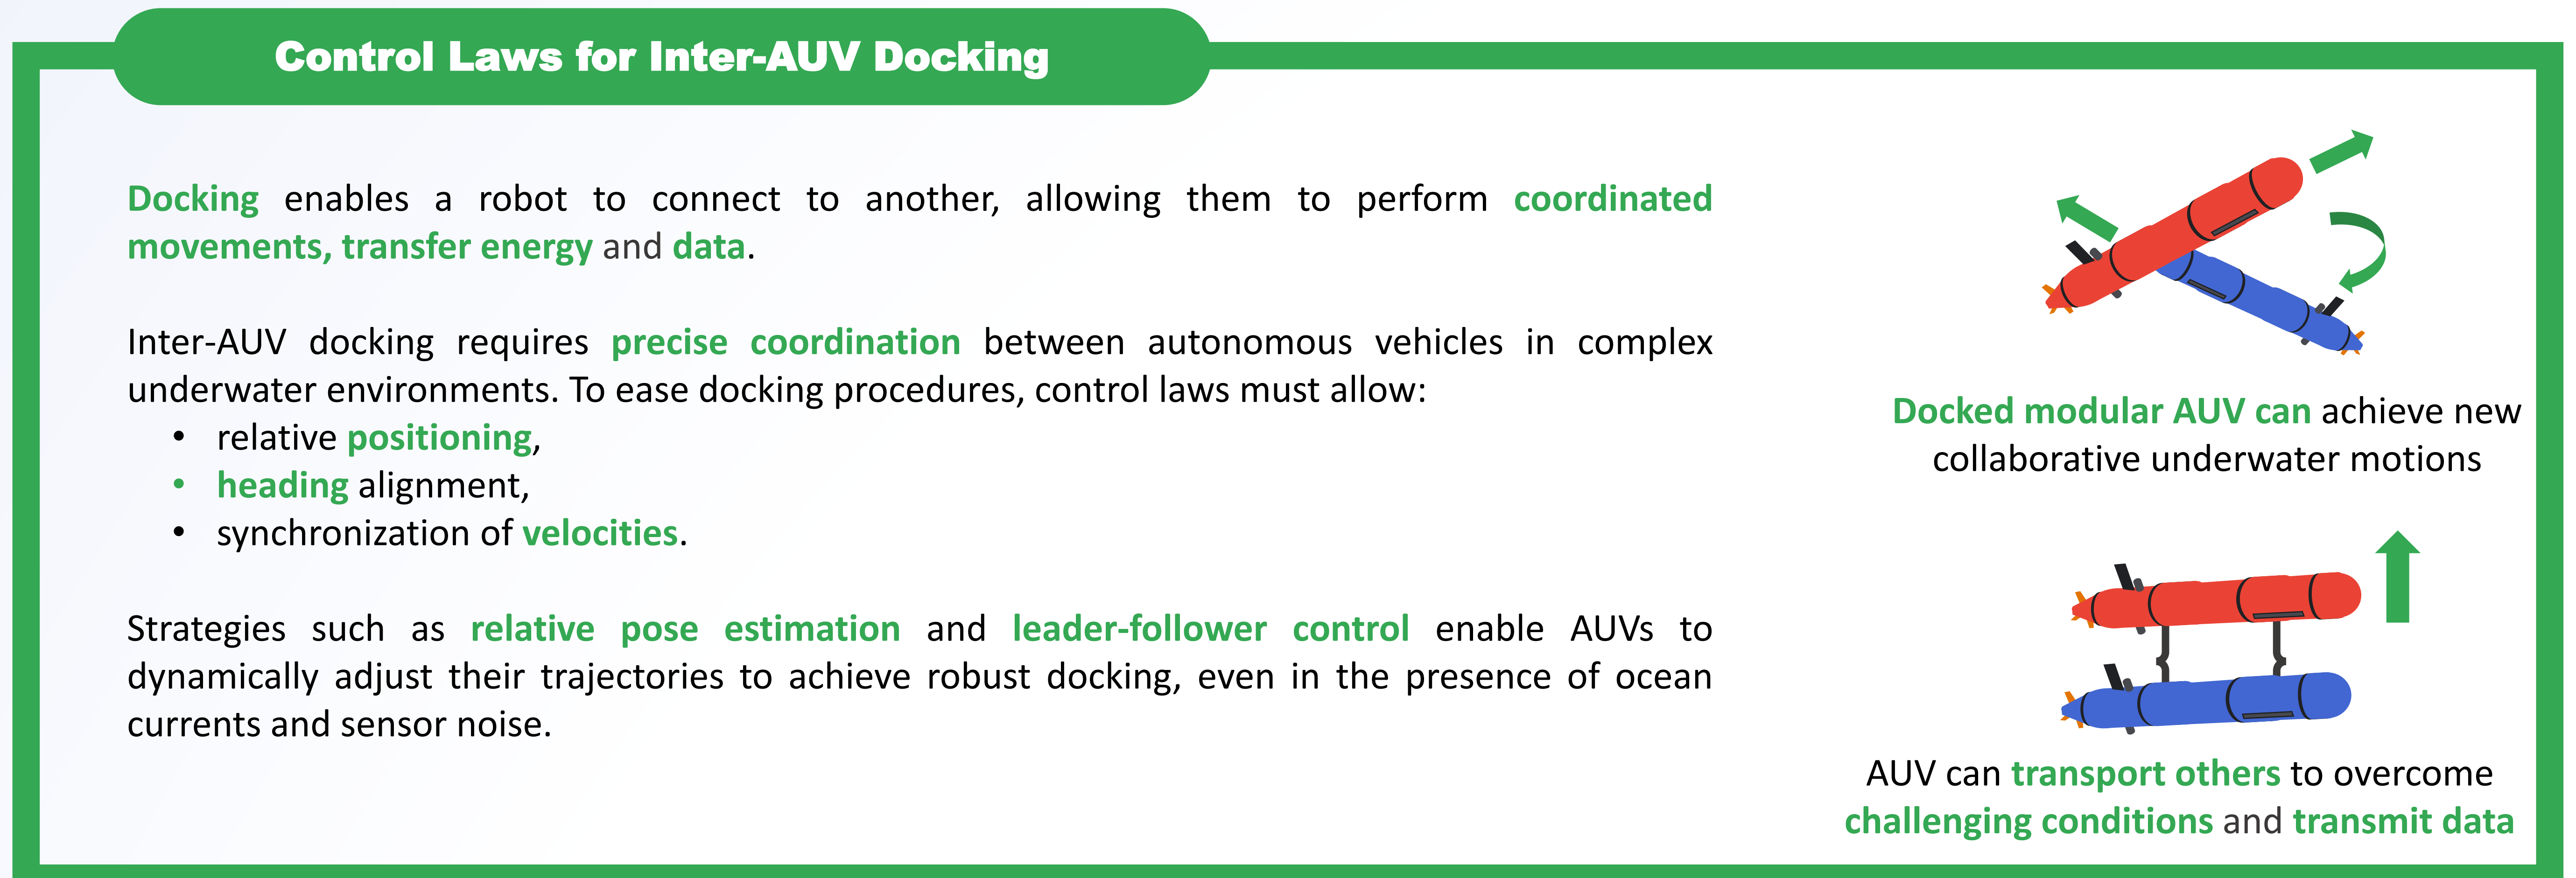 Control Laws for Inter-AUV Docking
Docking enables a robot to connect to another, allowing them to perform coordinated
movements, transfer energy and data.
Inter-AUV docking requires precise coordination between autonomous vehicles in complex
underwater environments. To ease docking procedures, control laws must allow:
• relative positioning,
• heading alignment,
• synchronization of velocities.
Strategies such as relative pose estimation and leader-follower control enable AUVs to
dynamically adjust their trajectories to achieve robust docking, even in the presence of ocean
currents and sensor noise.
Docked modular AUV can achieve new
collaborative underwater motions
AUV can transport others to overcome
challenging conditions and transmit data